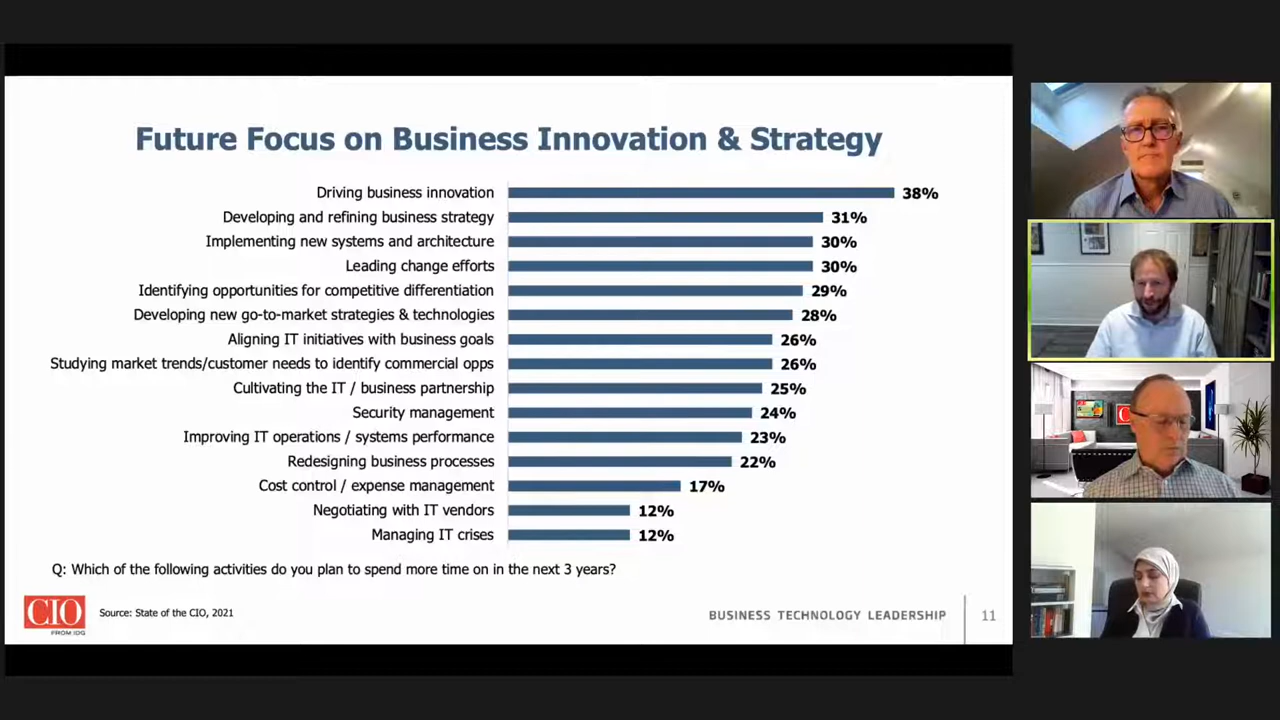 Future Focus on Business Innovation & Strategy
Driving business innovation 38%
Developing and refining business strategy 31%
Implementing new systems and architecture 30%
Leading change efforts 30%
Identifying opportunities for competitive differentiation 29%
Developing new go-to-market strategies & technologies 28%
Aligning IT initiatives with business goals 26%
Studying market trends/customer needs to identify commercial opps 26%
Cultivating the IT / business partnership 25%
Security management 24%
Improving IT operations / systems performance 23%
Redesigning business processes 22%
Cost control / expense management 17%
Negotiating with IT vendors 12%
Managing IT crises 12%
Q: Which of the following activities do you plan to spend more time on in the next 3 years?
CIO
FROM IDG
Source: State of the CIO, 2021
BUSINESS TECHNOLOGY LEADERSHIP
11